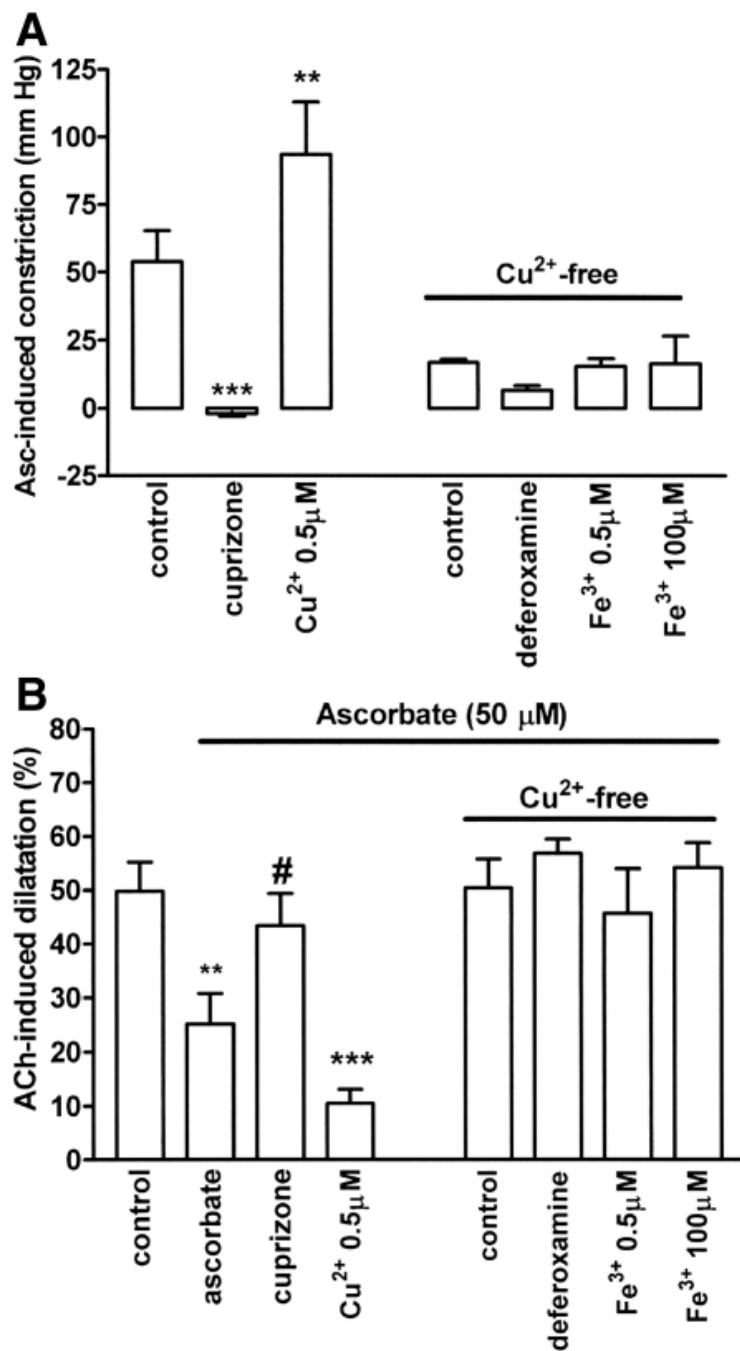 A
Asc-induced constriction (mm Hg)
125
100
75
50
25
0
-25
**
***
Cu²⁺-free
control
cuprizone
Cu²⁺ 0.5μM
control
deferoxamine
Fe³⁺ 0.5μM
Fe³⁺ 100μM
B
ACh-induced dilatation (%)
80
70
60
50
40
30
20
10
0
Ascorbate (50 μM)
Cu²⁺-free
**
#
***
control
ascorbate
cuprizone
Cu²⁺ 0.5μM
control
deferoxamine
Fe³⁺ 0.5μM
Fe³⁺ 100μM